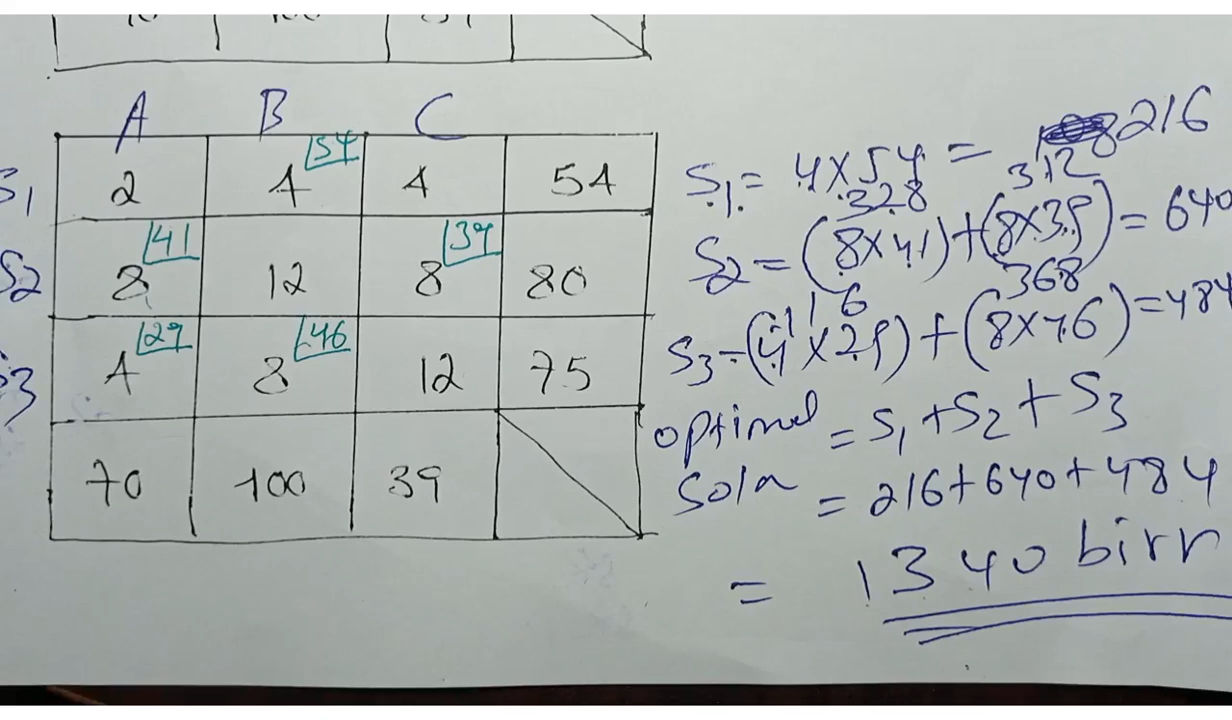 A B C
S1 2 4 54 4 54
S2 8 41 12 8 39 80
S3 4 29 8 46 12 75
70 100 39
S1 = 4×54 = 216
328 312
S2 = (8×41)+(8×39) = 640
116 368
S3 = (4×29)+(8×46) = 484
optimal = S1 + S2 + S3
Soln = 216+640+484
= 1340 birr